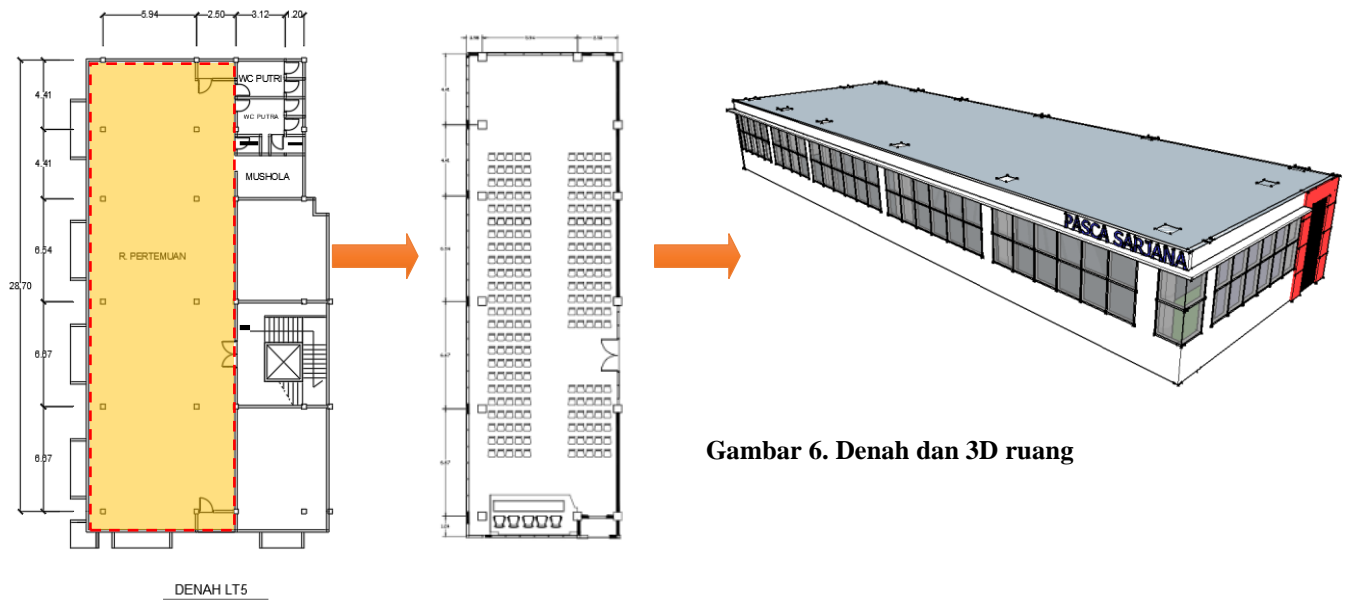 5.94 2.50 3.12 1.20
WC PUTRI
4.41
WC PUTRA
4.41
MUSHOLA
6.54
R. PERTEMUAN
28.70
6.67
6.67
DENAH LT5
PASCA SARJANA
Gambar 6. Denah dan 3D ruang